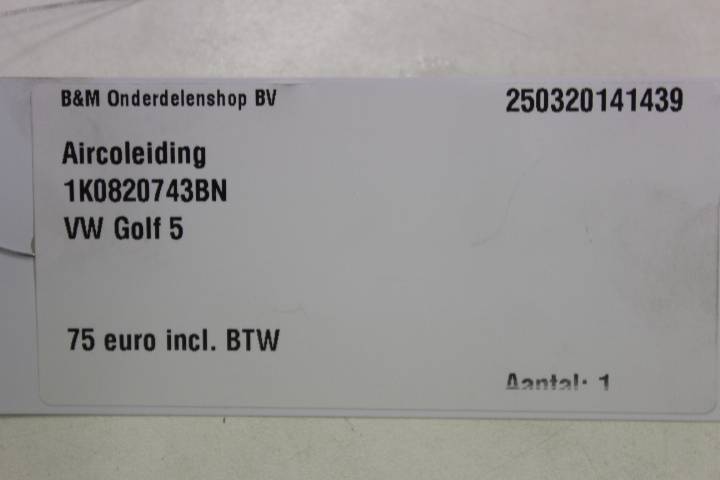 B&M Onderdelenshop BV
250320141439
Aircoleiding
1K0820743BN
VW Golf 5
75 euro incl. BTW
Aantal: 1